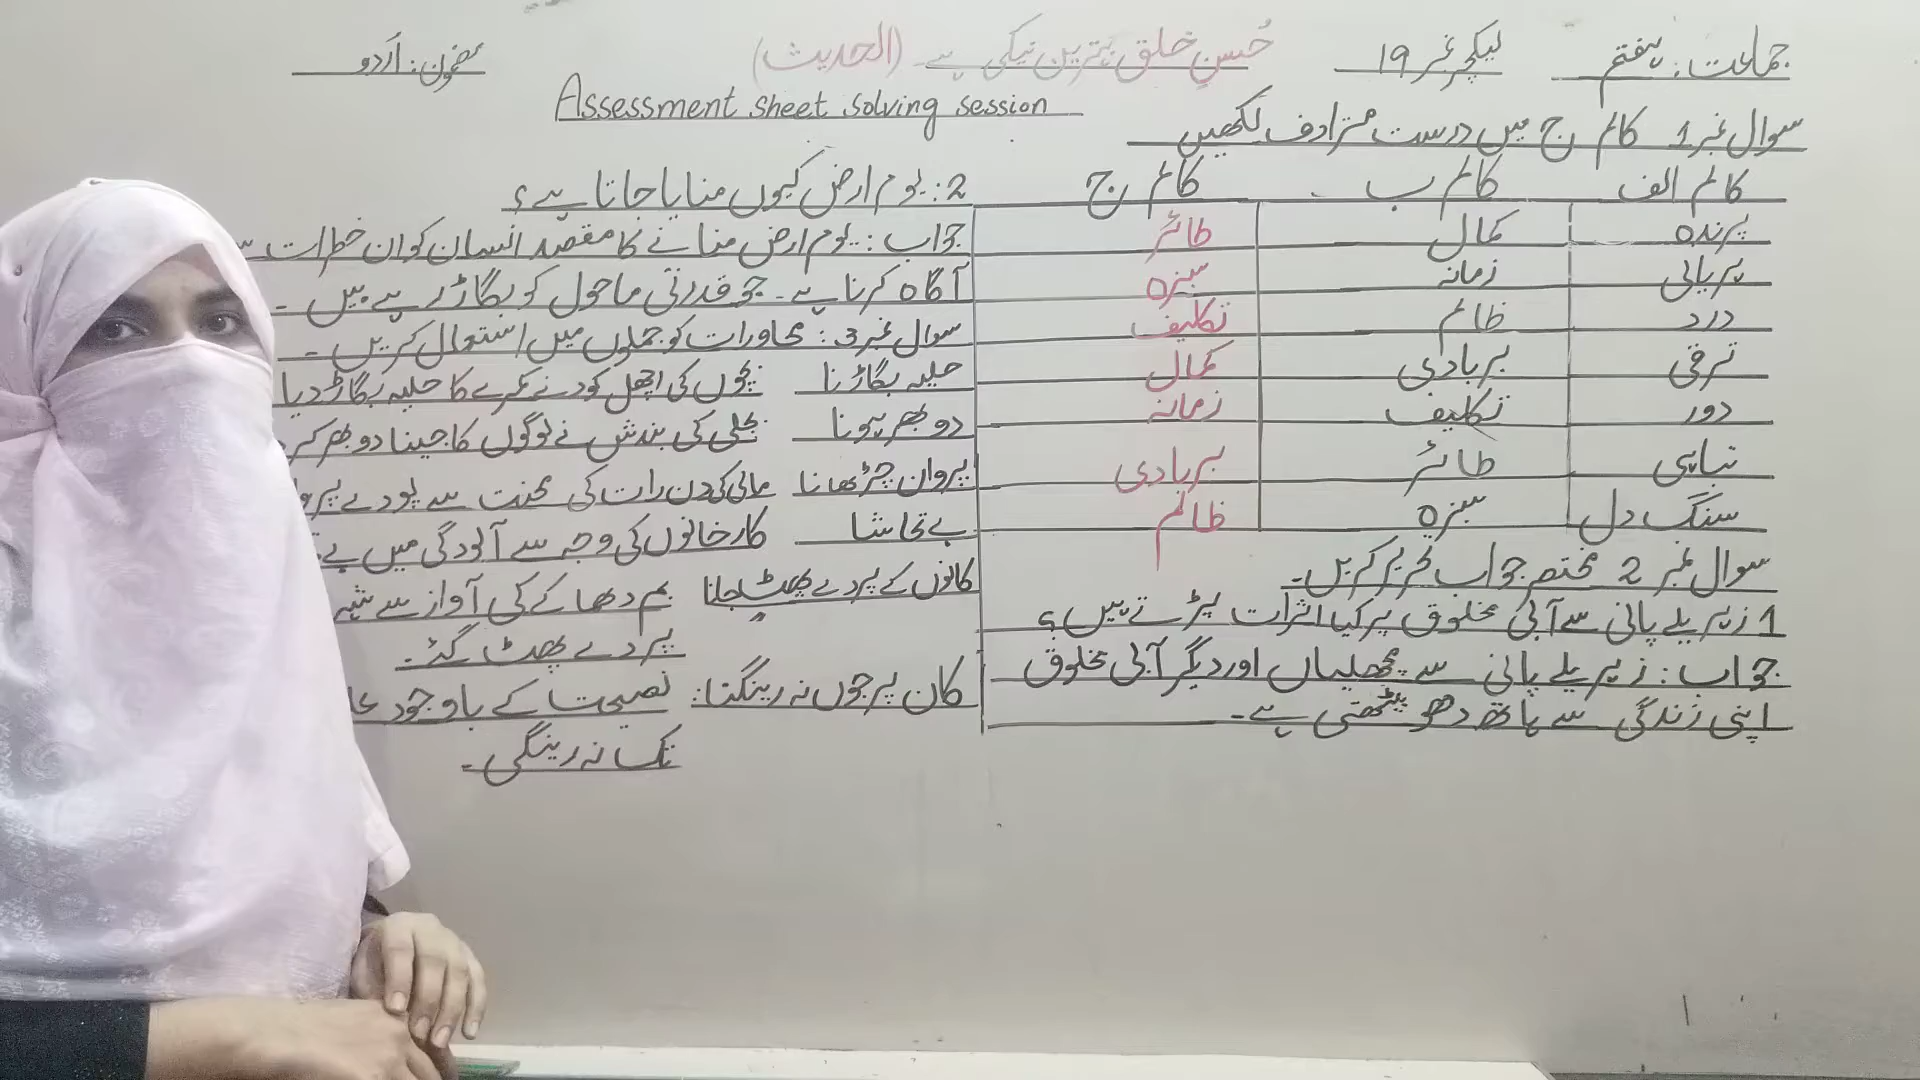 جماعت: ہفتم
لیکچر نمبر 19
حُسنِ خلق بہترین نیکی ہے۔ (الحدیث)
مضمون: اُردو
Assessment sheet solving session
سوال نمبر 1 کالم ج میں درست مترادف لکھیں
کالم الف کالم ب کالم ج
پرندہ کمال طائر
ہریالی زمانہ سبزہ
درد ظالم تکلیف
ترقی بربادی کمال
دور تکلیف زمانہ
تباہی طائر بربادی
سنگ دل سبزہ ظالم
سوال نمبر 2 مختصر جواب تحریر کریں۔
1 زہریلے پانی سے آبی مخلوق پر کیا اثرات پڑتے ہیں؟
جواب: زہریلے پانی سے مچھلیاں اور دیگر آبی مخلوق
اپنی زندگی سے ہاتھ دھو بیٹھتی ہے۔
2: یوم ارض کیوں منایا جاتا ہے؟
جواب: یوم ارض منانے کا مقصد انسان کو ان خطرات
آگاہ کرنا ہے۔ جو قدرتی ماحول کو بگاڑ رہے ہیں۔
سوال نمبر 3: محاورات کو جملوں میں استعمال کریں۔
حلیہ بگاڑنا بچوں کی اچھل کود نے کمرے کا حلیہ بگاڑ دیا
دوبھر ہونا بجلی کی بندش نے لوگوں کا جینا دوبھر کر
پروان چڑھانا مالی کی دن رات کی محنت سے پودے
بے تحاشا کارخانوں کی وجہ سے آلودگی میں بے
کانوں کے پردے پھٹ جانا بم دھماکے کی آواز سے
پردے پھٹ گئے۔
کان پر جوں نہ رینگنا: نصیحت کے باوجود
تک نہ رینگی۔